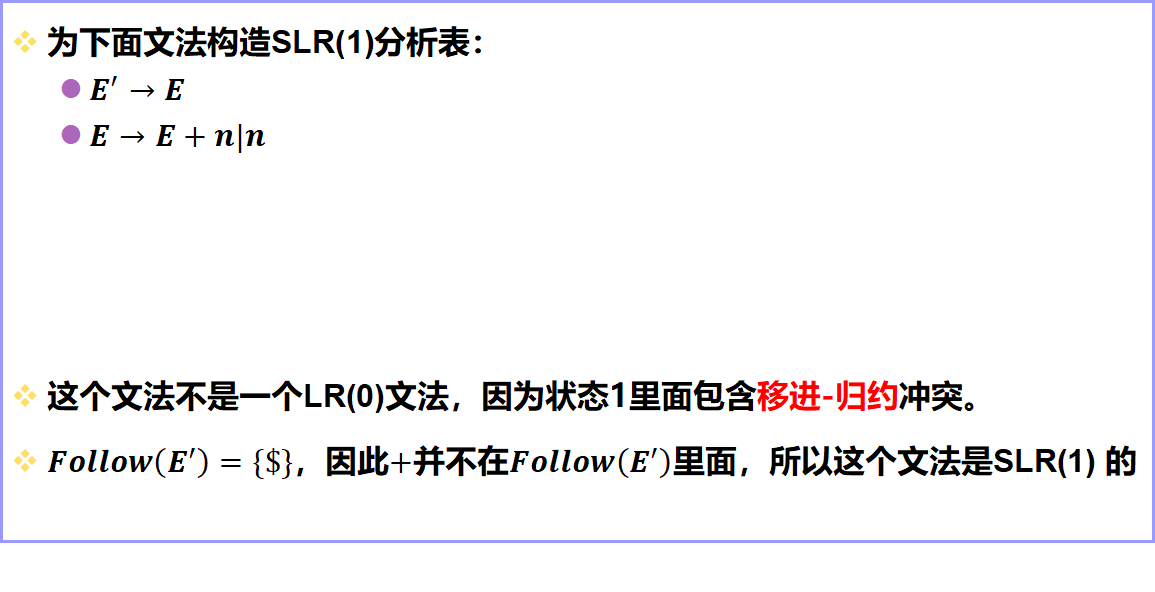 为下面文法构造SLR(1)分析表：
E′ → E
E → E + n|n
这个文法不是一个LR(0)文法，因为状态1里面包含移进-归约冲突。
Follow(E′) = {$}，因此+并不在Follow(E′)里面，所以这个文法是SLR(1) 的